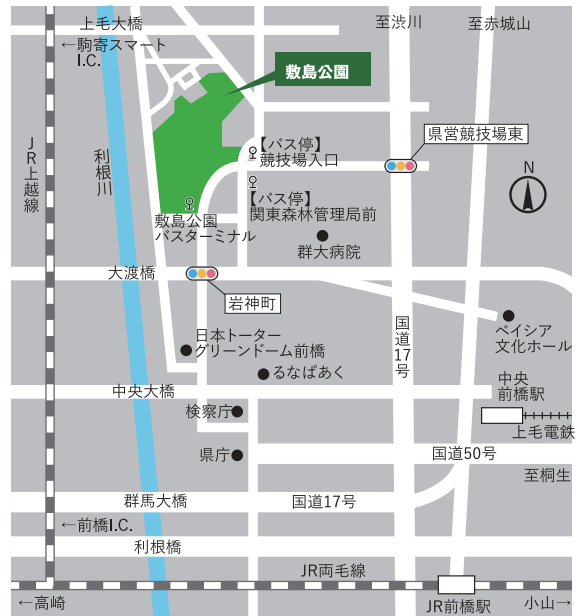 上毛大橋
至渋川
至赤城山
←駒寄スマート
I.C.
敷島公園
【バス停】
競技場入口
県営競技場東
N
JR上越線
利根川
【バス停】
関東森林管理局前
敷島公園
バスターミナル
群大病院
大渡橋
岩神町
国道17号
ベイシア
文化ホール
日本トーター
グリーンドーム前橋
るなぱあく
中央大橋
中央
前橋駅
検察庁
上毛電鉄
県庁
国道50号
至桐生
群馬大橋
国道17号
←前橋I.C.
利根橋
JR両毛線
←高崎
JR前橋駅
小山→